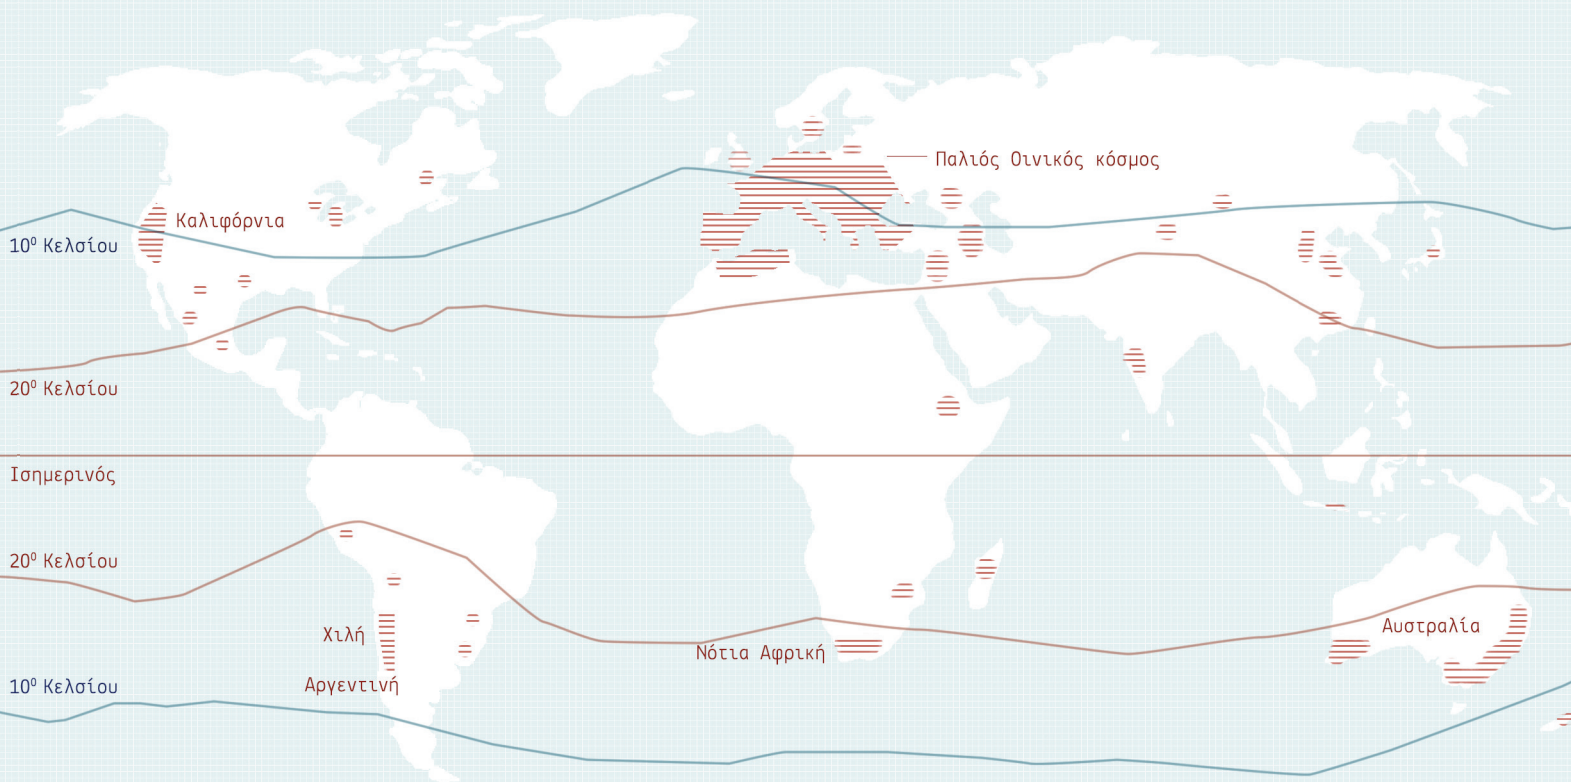 Παλιός Οινικός κόσμος
Καλιφόρνια
10⁰ Κελσίου
20⁰ Κελσίου
Ισημερινός
20⁰ Κελσίου
Χιλή
Αυστραλία
Νότια Αφρική
Αργεντινή
10⁰ Κελσίου